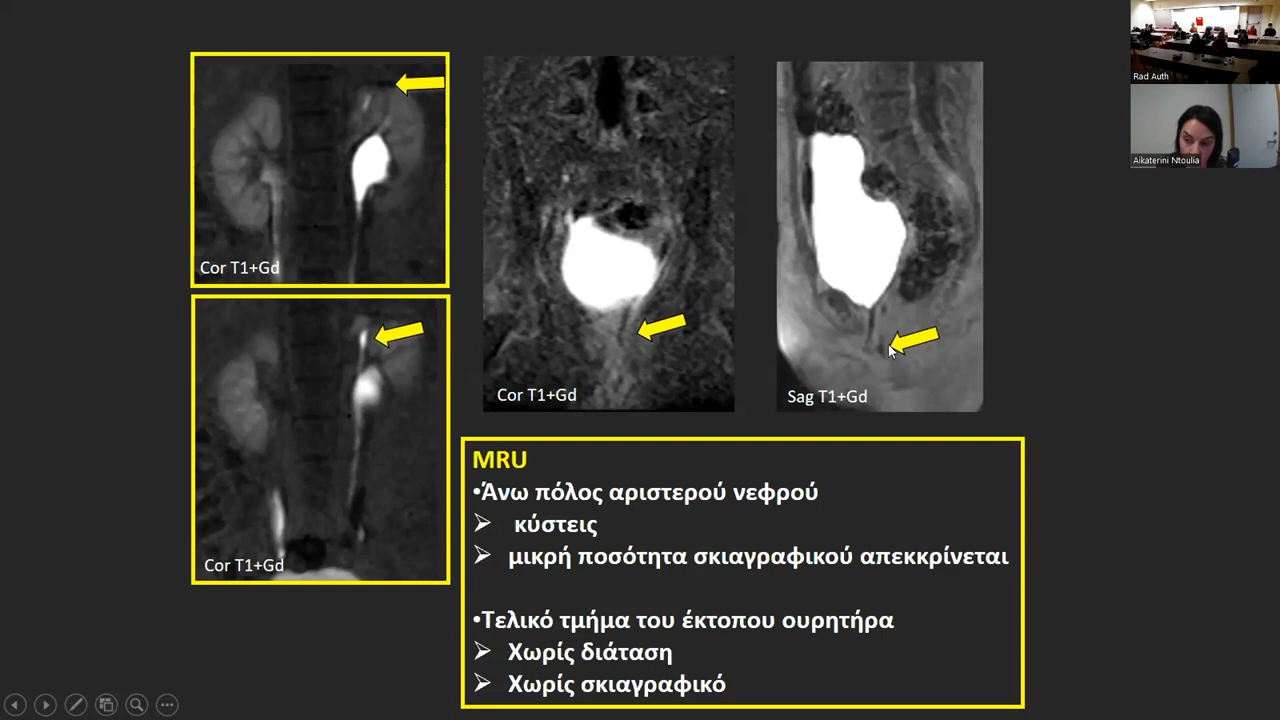 Rad Auth
Aikaterini Ntoulia
Cor T1+Gd
Cor T1+Gd
Cor T1+Gd
Sag T1+Gd
MRU
•Άνω πόλος αριστερού νεφρού
➢ κύστεις
➢ μικρή ποσότητα σκιαγραφικού απεκκρίνεται
•Τελικό τμήμα του έκτοπου ουρητήρα
➢ Χωρίς διάταση
➢ Χωρίς σκιαγραφικό